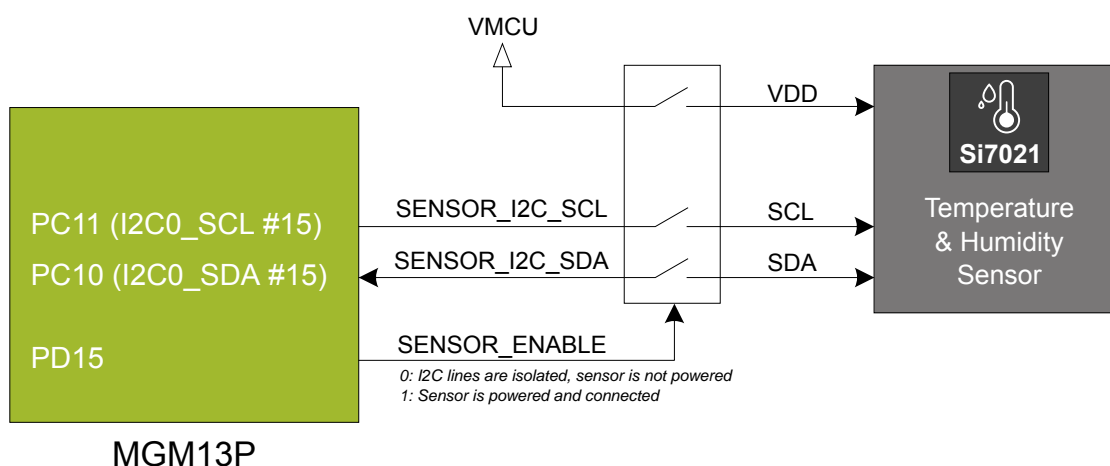 VMCU
VDD
Si7021
PC11 (I2C0_SCL #15)
SENSOR_I2C_SCL
SCL
Temperature
& Humidity
Sensor
PC10 (I2C0_SDA #15)
SENSOR_I2C_SDA
SDA
PD15
SENSOR_ENABLE
0: I2C lines are isolated, sensor is not powered
1: Sensor is powered and connected
MGM13P